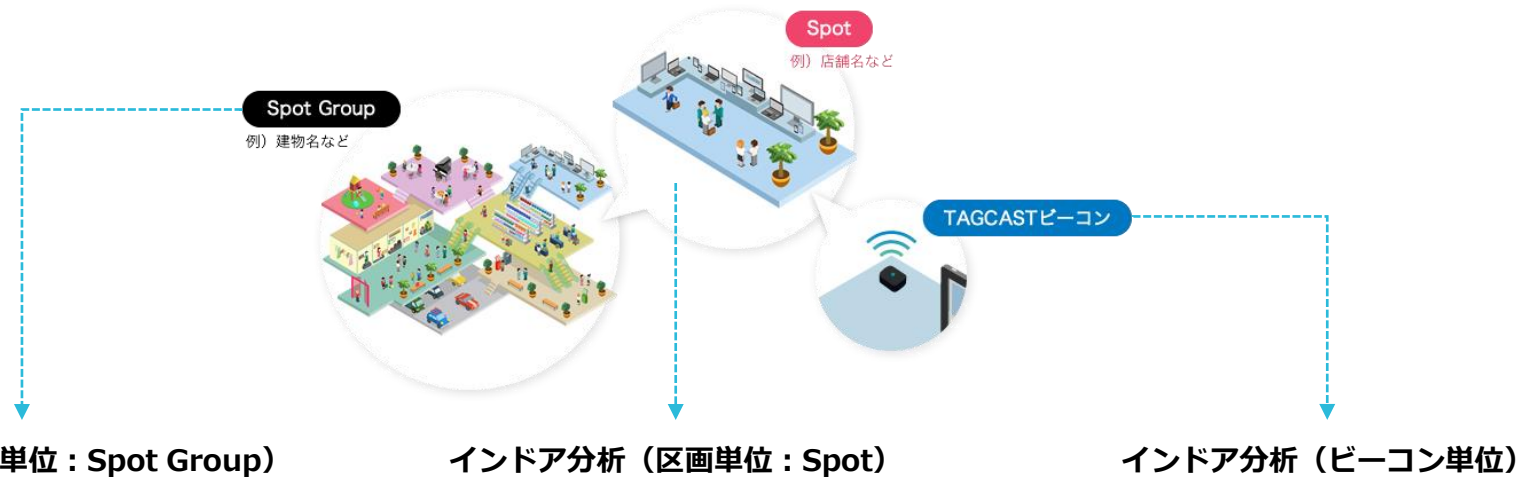 Spot
例）店舗名など
Spot Group
例）建物名など
TAGCASTビーコン
単位：Spot Group）
インドア分析（区画単位：Spot）
インドア分析（ビーコン単位）